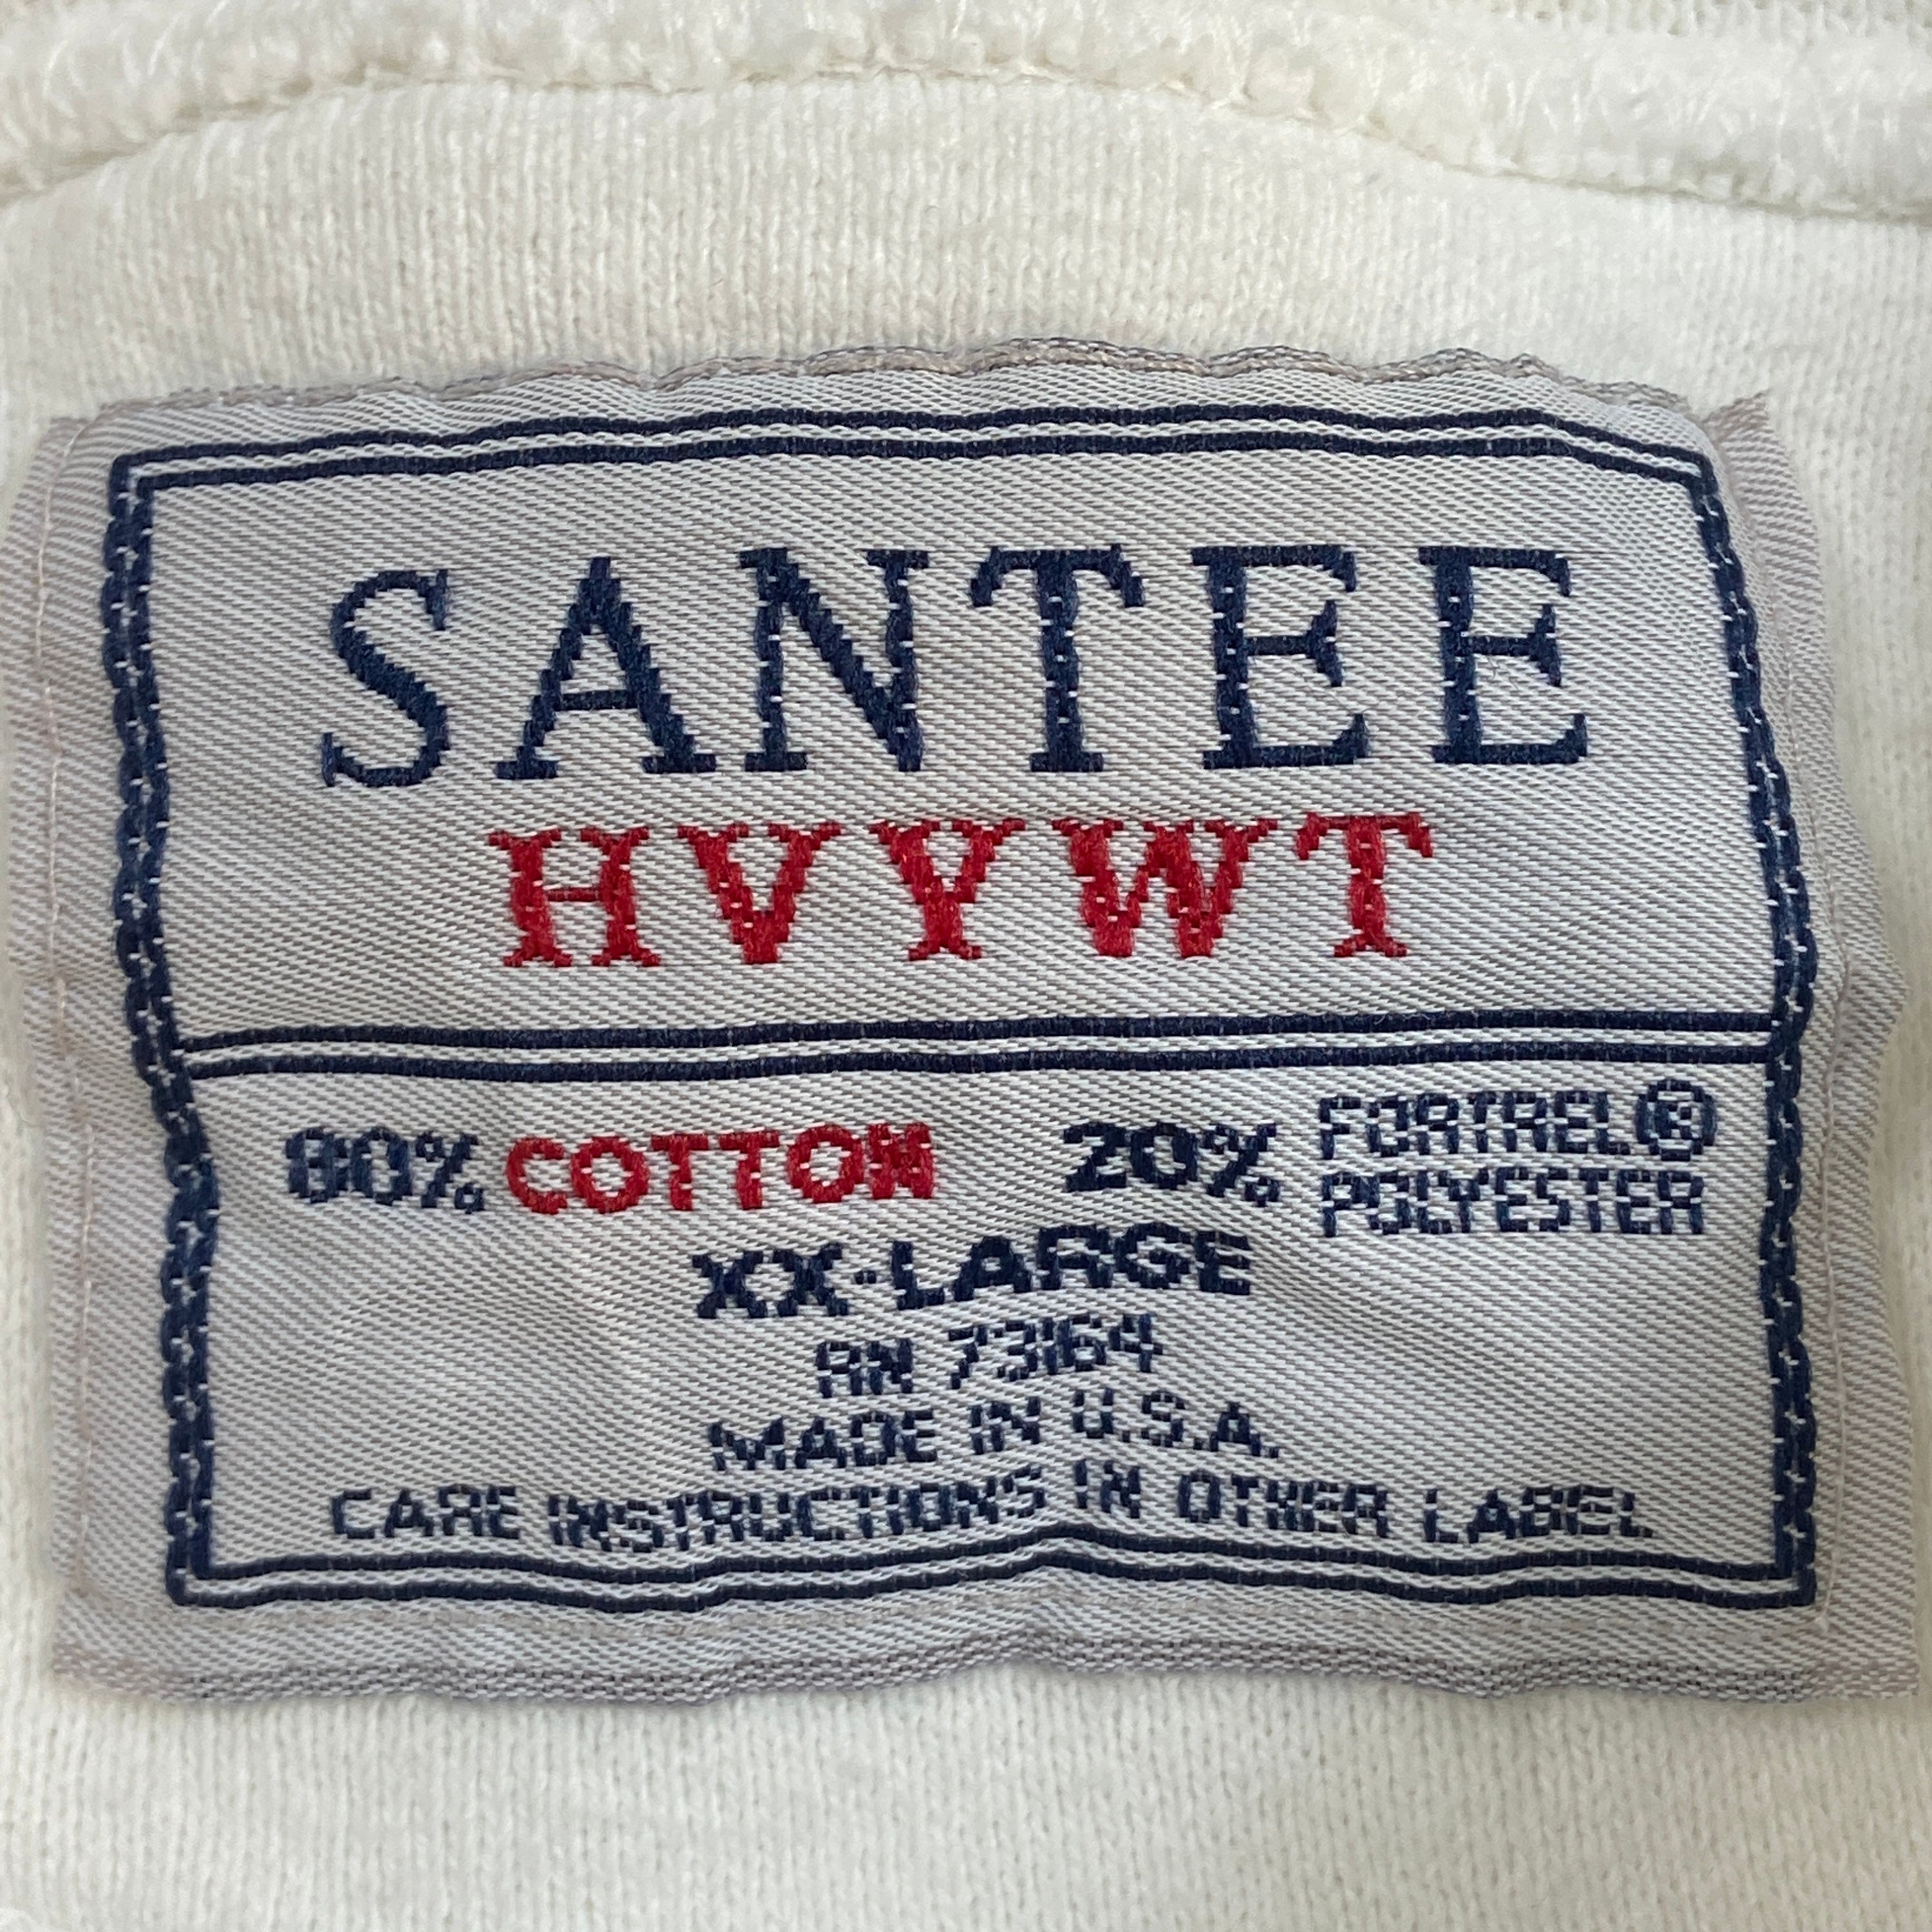 SANTEE
HVYWT
80% COTTON 20% FORTREL®
POLYESTER
XX-LARGE
RN 73164
MADE IN U.S.A.
CARE INSTRUCTIONS IN OTHER LABEL